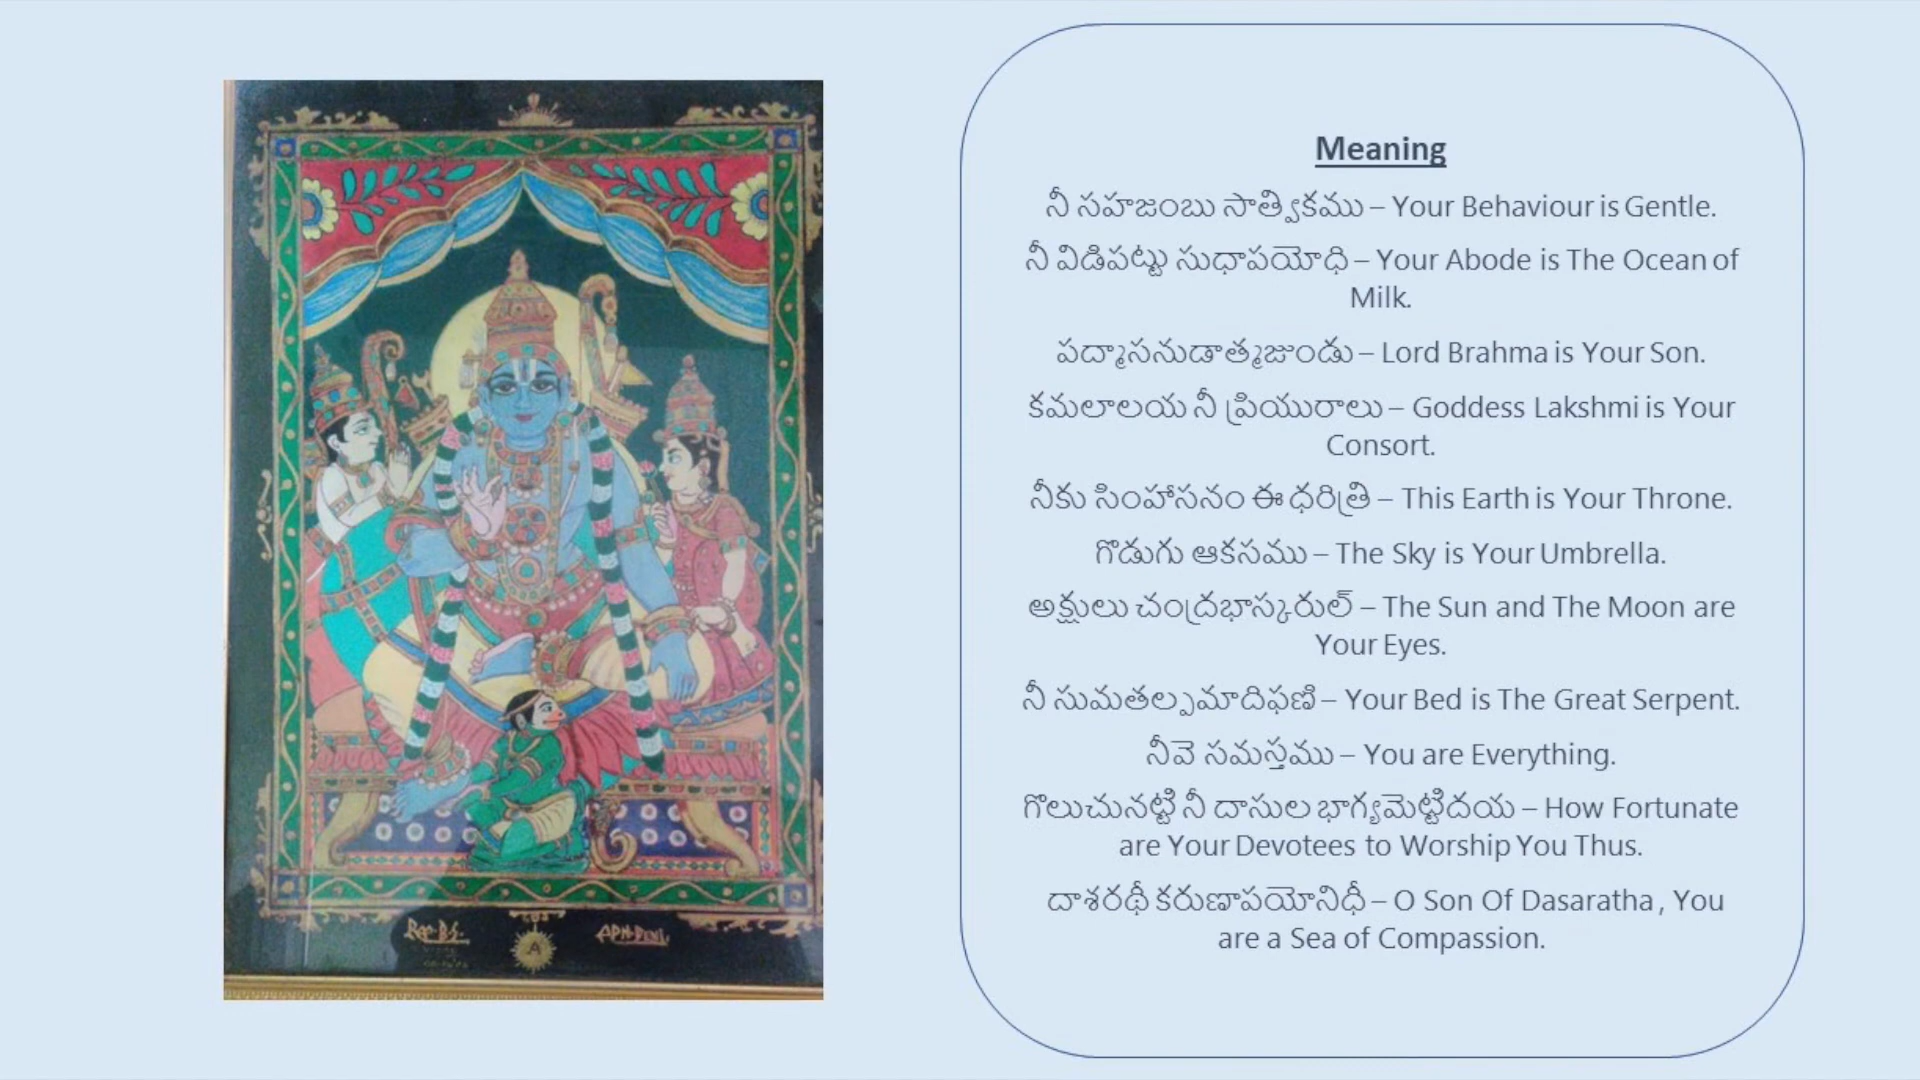 Meaning
నీ సహజంబు సాత్వికము – Your Behaviour is Gentle.
నీ విడిపట్టు సుధాపయోధి – Your Abode is The Ocean of
Milk.
పద్మాసనుడాత్మజుండు – Lord Brahma is Your Son.
కమలాలయ నీ ప్రియురాలు – Goddess Lakshmi is Your
Consort.
నీకు సింహాసనం ఈ ధరిత్రి – This Earth is Your Throne.
గొడుగు ఆకసము – The Sky is Your Umbrella.
అక్షులు చంద్రభాస్కరుల్ – The Sun and The Moon are
Your Eyes.
నీ సుమతల్పమాదిఫణి – Your Bed is The Great Serpent.
నీవె సమస్తము – You are Everything.
గొలుచునట్టి నీ దాసుల భాగ్యమెట్టిదయ – How Fortunate
are Your Devotees to Worship You Thus.
దాశరథీ కరుణాపయోనిధీ – O Son Of Dasaratha , You
are a Sea of Compassion.
A